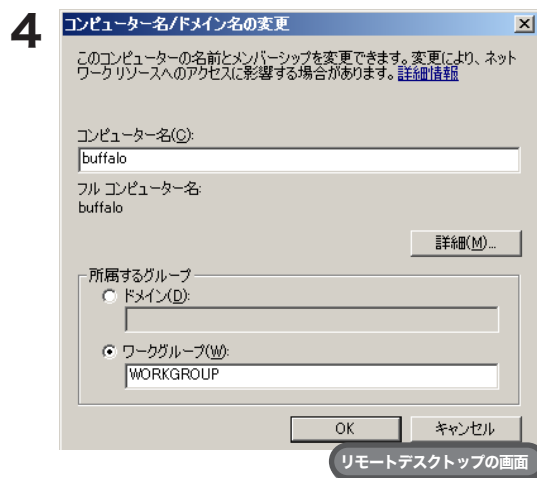 4
コンピューター名/ドメイン名の変更
このコンピューターの名前とメンバーシップを変更できます。変更により、ネット
ワーク リソースへのアクセスに影響する場合があります。詳細情報
コンピューター名(C):
buffalo
フル コンピューター名:
buffalo
詳細(M)...
所属するグループ
ドメイン(D):
ワークグループ(W):
WORKGROUP
OK
キャンセル
リモートデスクトップの画面